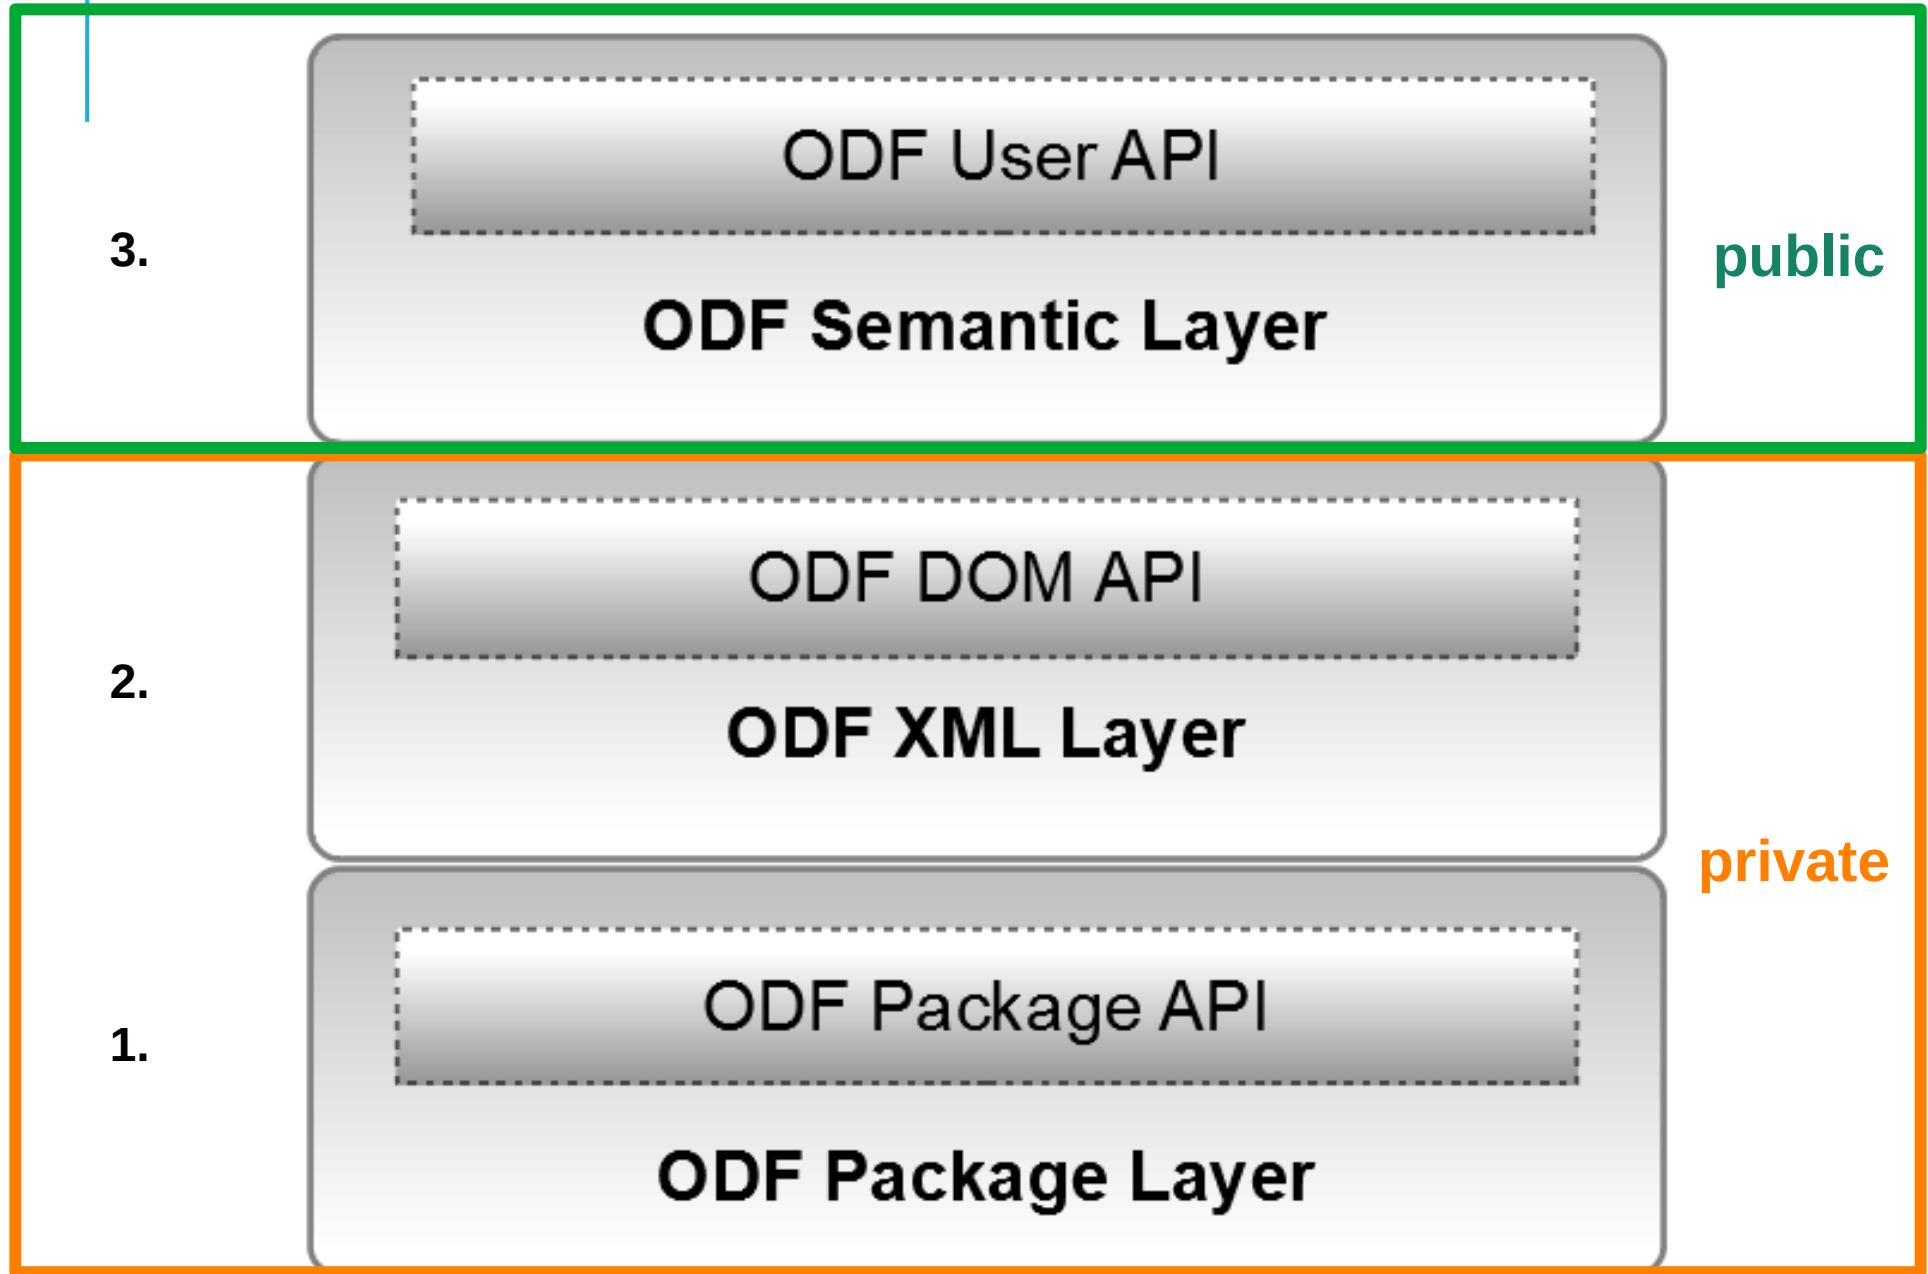 ODF User API
3.
public
ODF Semantic Layer
ODF DOM API
2.
ODF XML Layer
private
ODF Package API
1.
ODF Package Layer